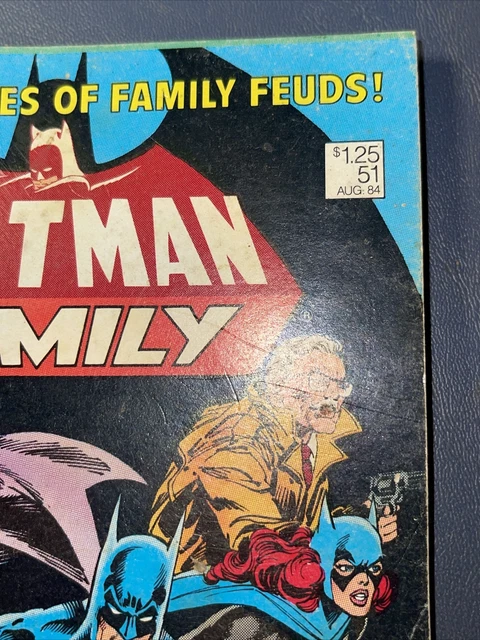 ES OF FAMILY FEUDS!
$1.25
51
AUG. 84
TMAN
MILY